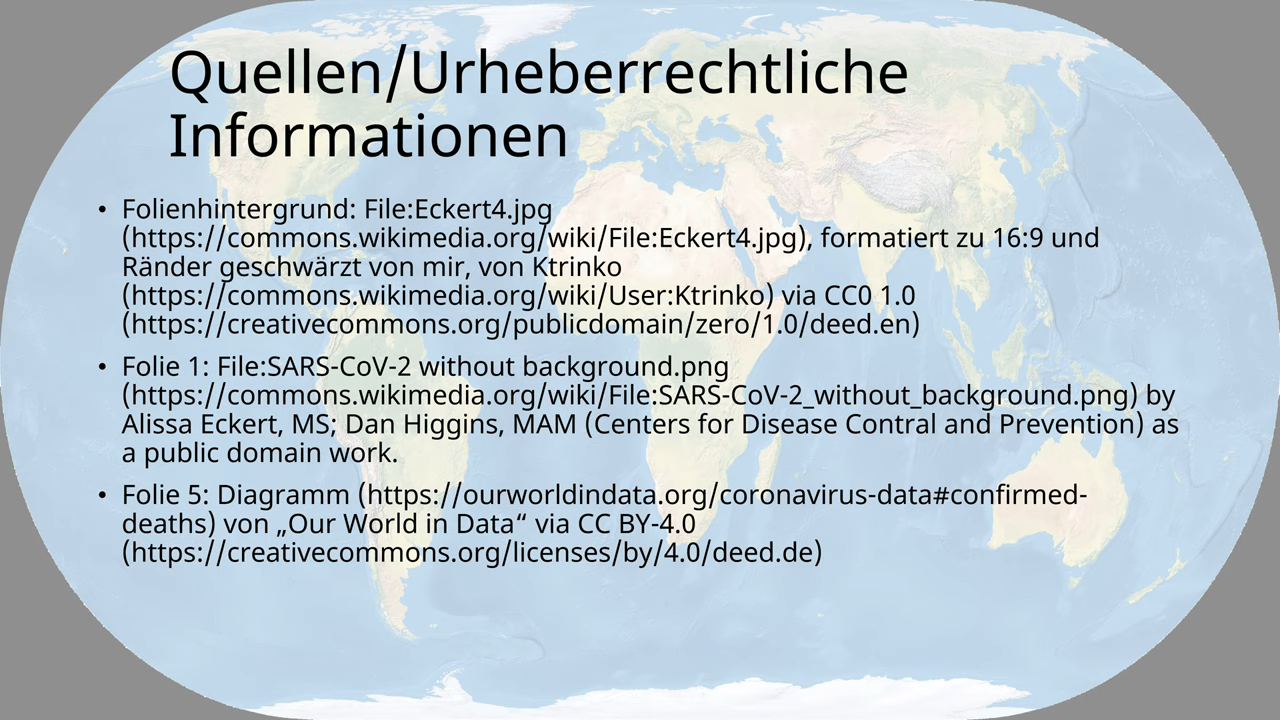 Quellen/Urheberrechtliche
Informationen
• Folienhintergrund: File:Eckert4.jpg
(https://commons.wikimedia.org/wiki/File:Eckert4.jpg), formatiert zu 16:9 und
Ränder geschwärzt von mir, von Ktrinko
(https://commons.wikimedia.org/wiki/User:Ktrinko) via CC0 1.0
(https://creativecommons.org/publicdomain/zero/1.0/deed.en)
• Folie 1: File:SARS-CoV-2 without background.png
(https://commons.wikimedia.org/wiki/File:SARS-CoV-2_without_background.png) by
Alissa Eckert, MS; Dan Higgins, MAM (Centers for Disease Contral and Prevention) as
a public domain work.
• Folie 5: Diagramm (https://ourworldindata.org/coronavirus-data#confirmed-
deaths) von „Our World in Data“ via CC BY-4.0
(https://creativecommons.org/licenses/by/4.0/deed.de)